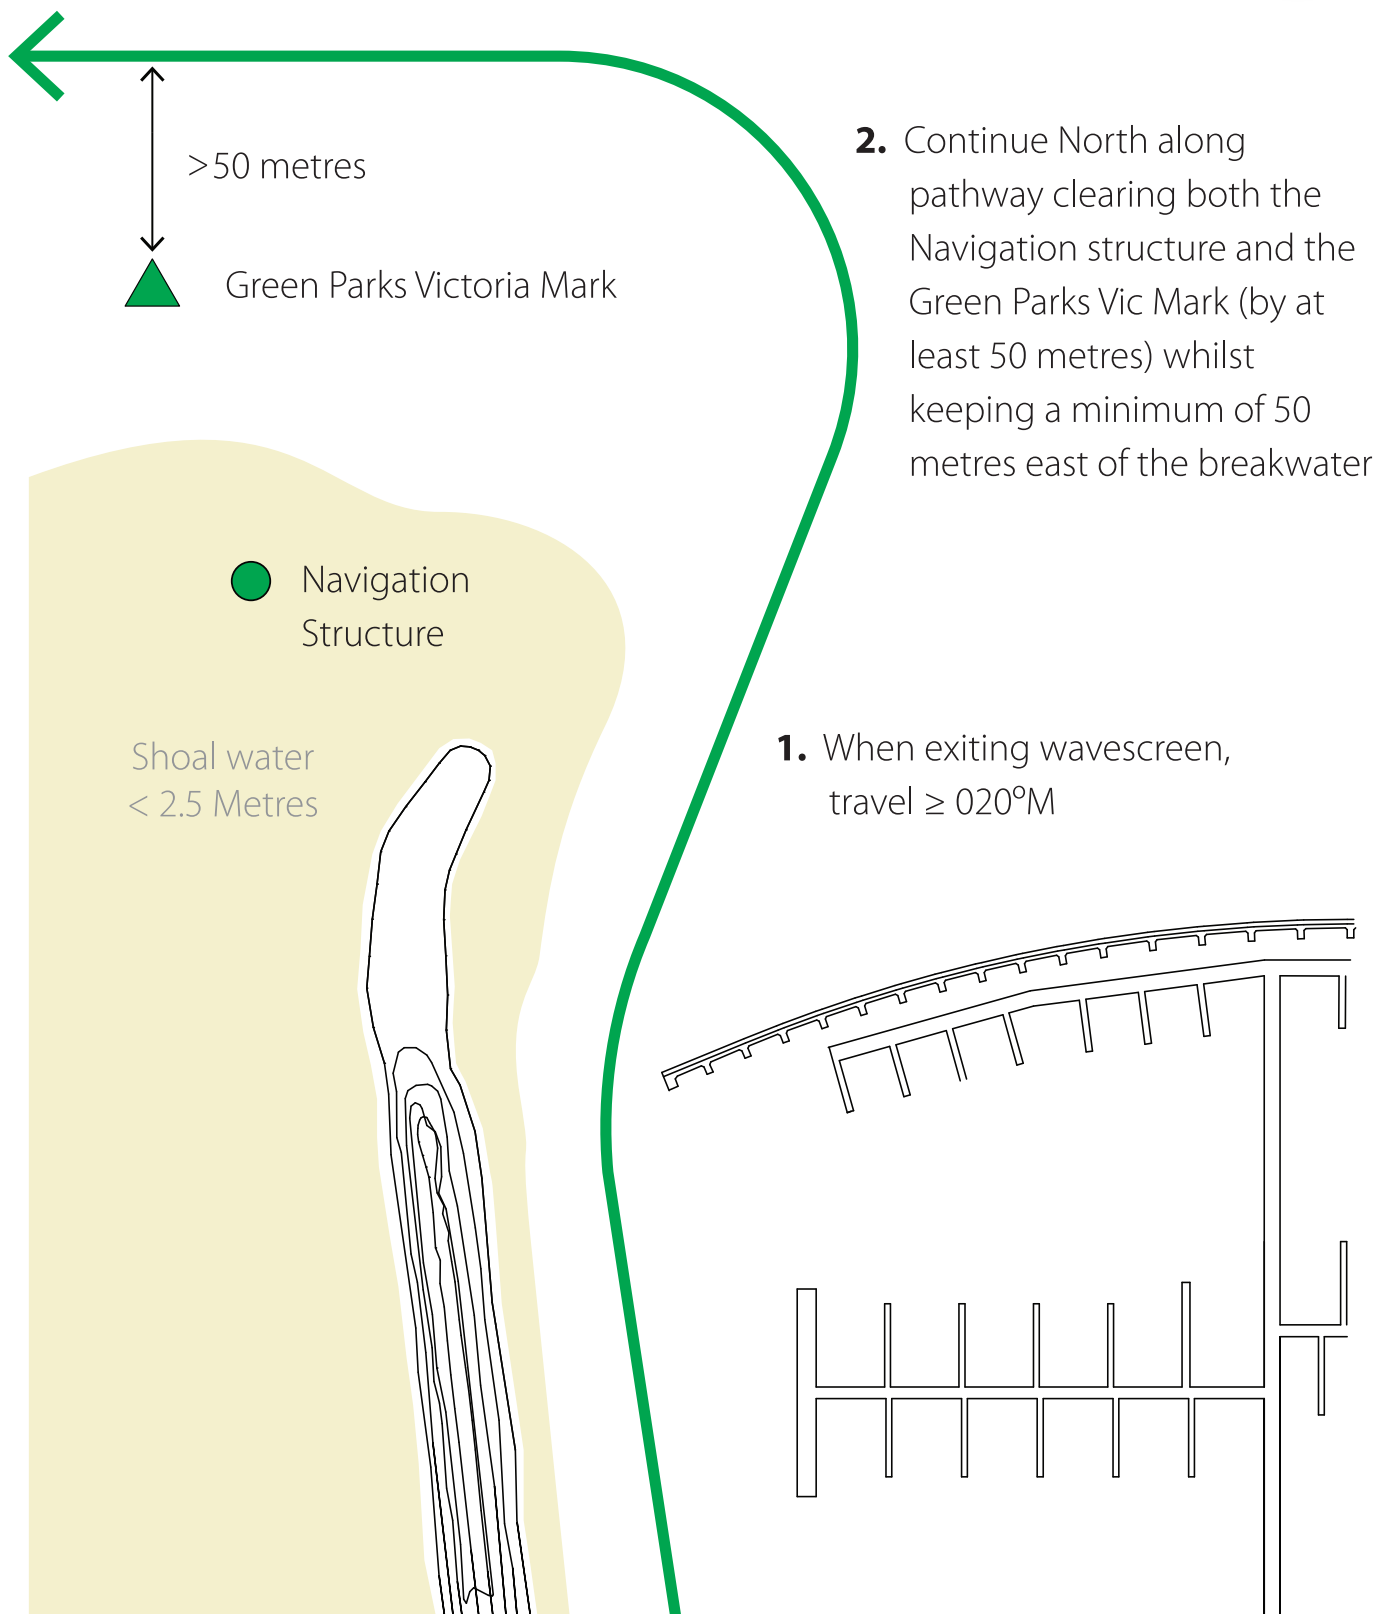 >50 metres
Green Parks Victoria Mark
2. Continue North along
pathway clearing both the
Navigation structure and the
Green Parks Vic Mark (by at
least 50 metres) whilst
keeping a minimum of 50
metres east of the breakwater
Navigation
Structure
Shoal water
< 2.5 Metres
1. When exiting wavescreen,
travel ≥ 020ºM